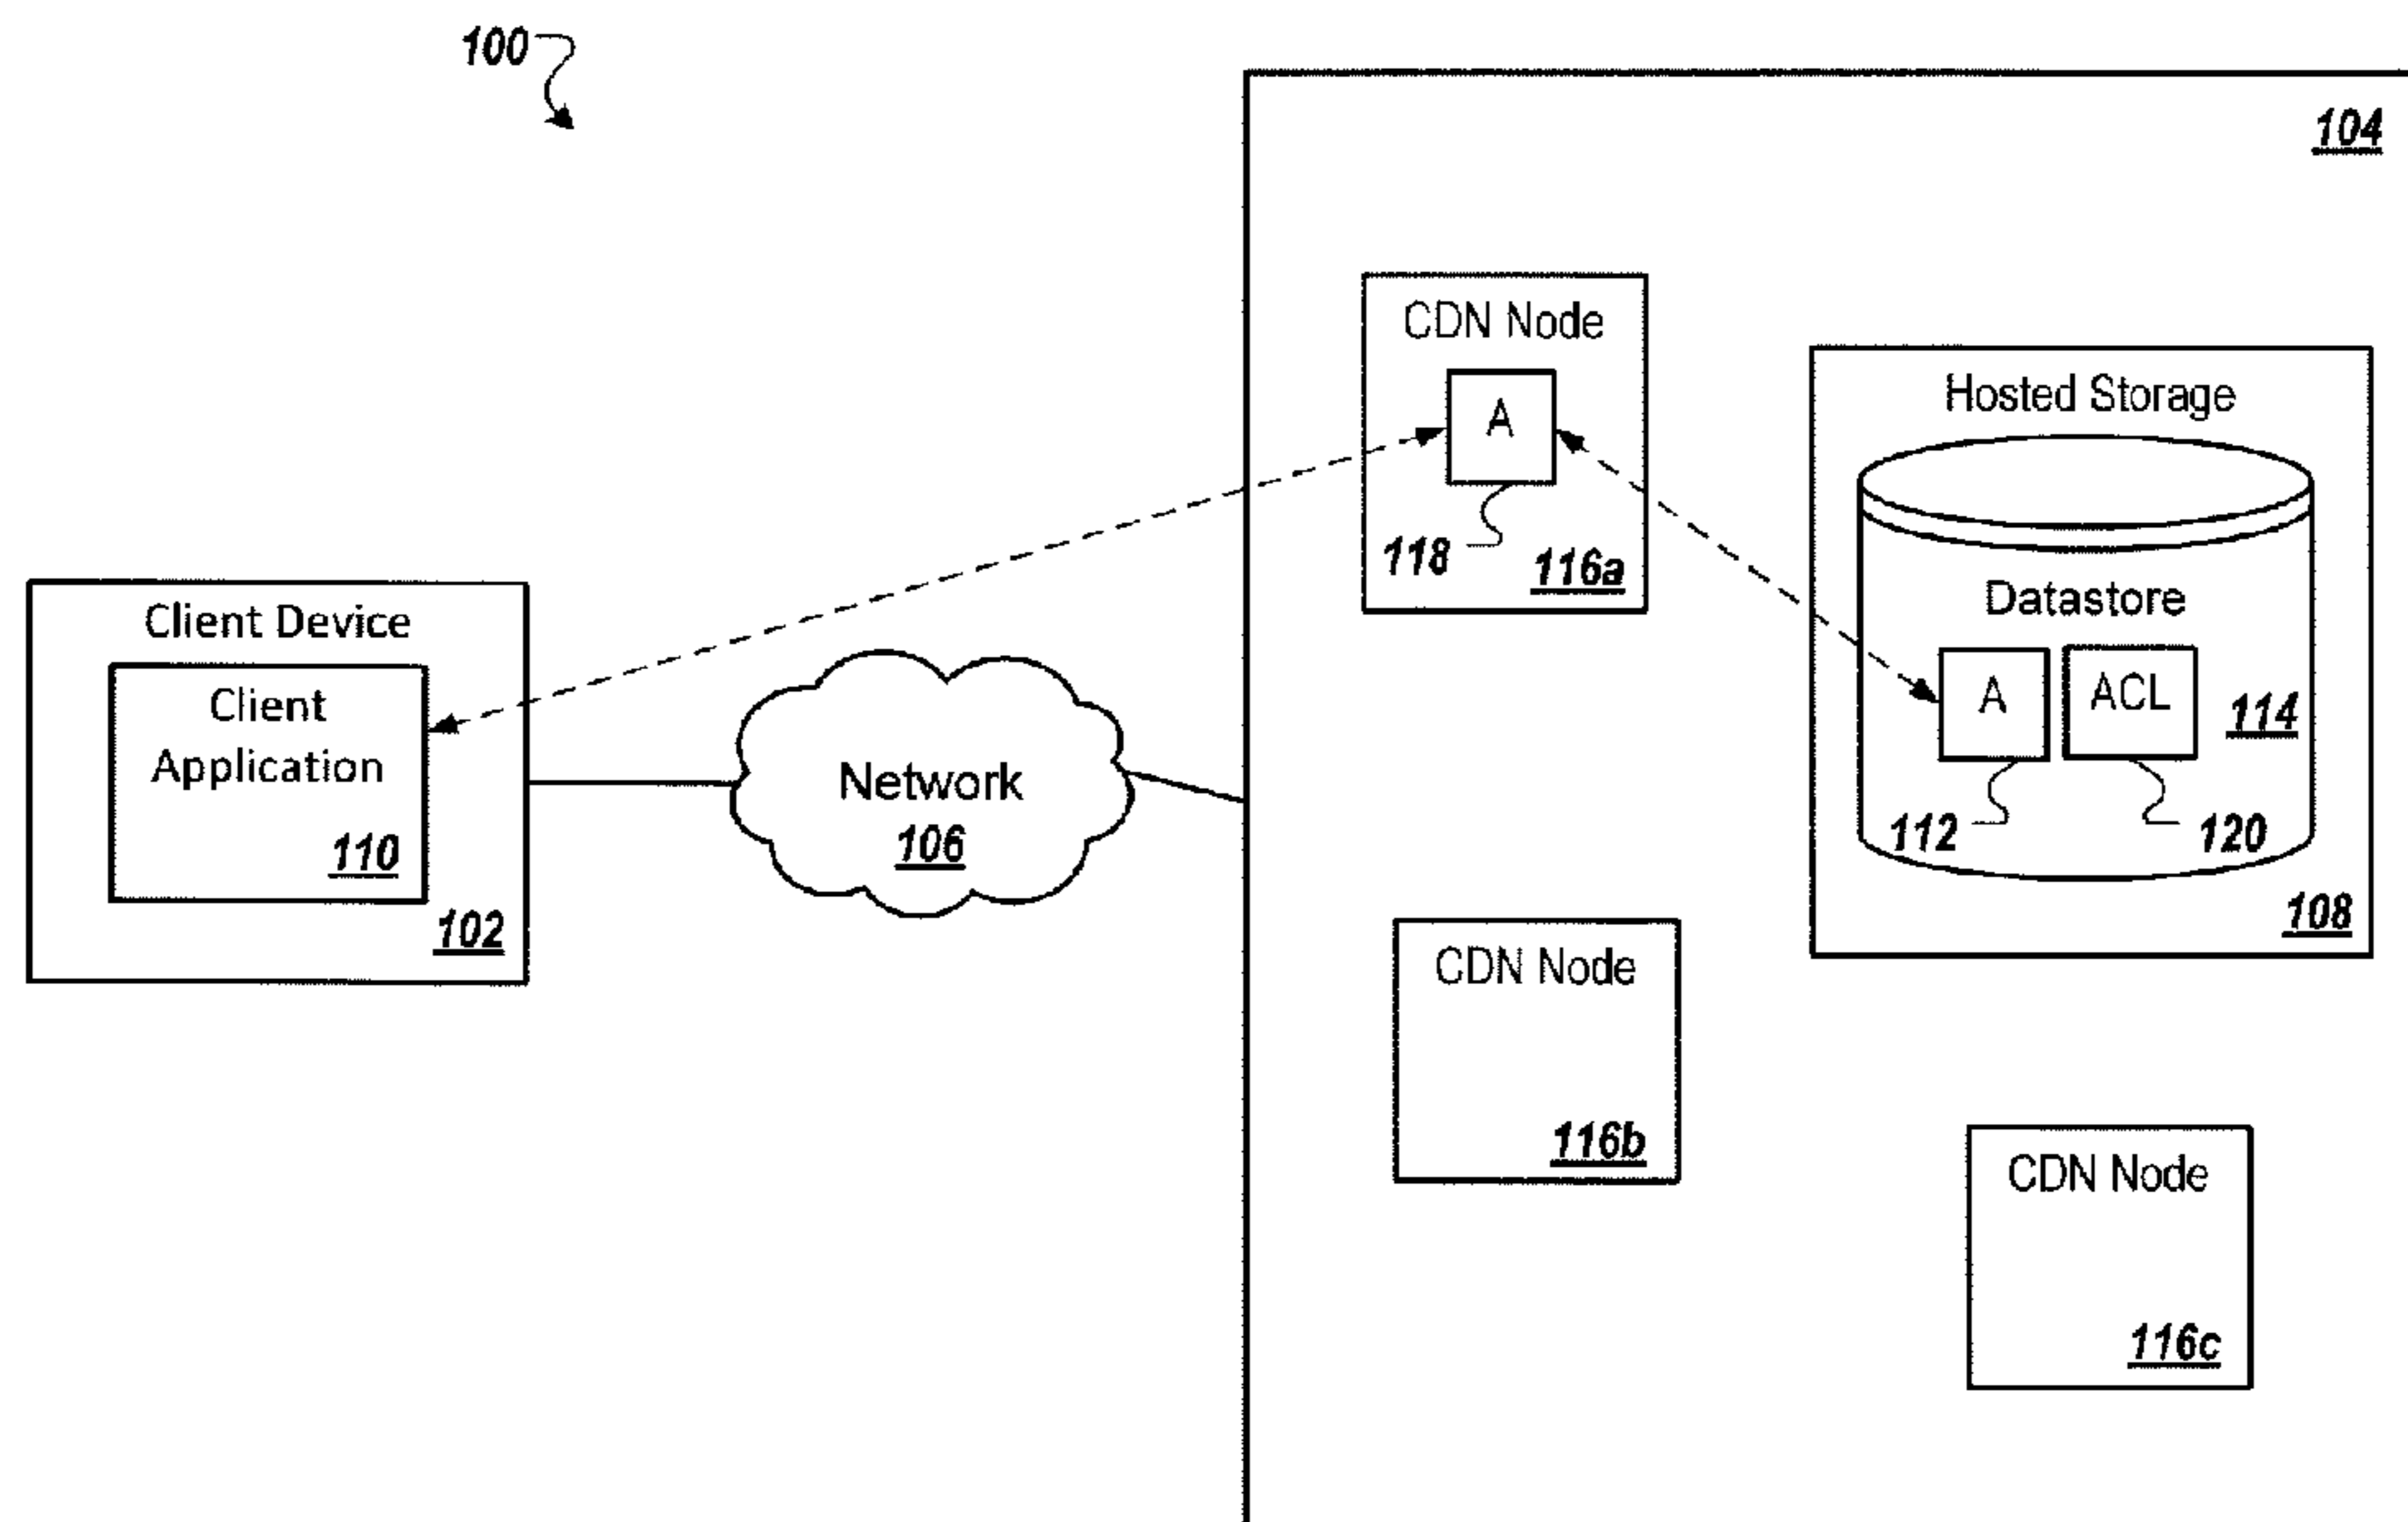 100
104
CDN Node
A
118
116a
Hosted Storage
Datastore
A
ACL
114
112
120
108
Client Device
Client
Application
110
102
Network
106
CDN Node
116b
CDN Node
116c